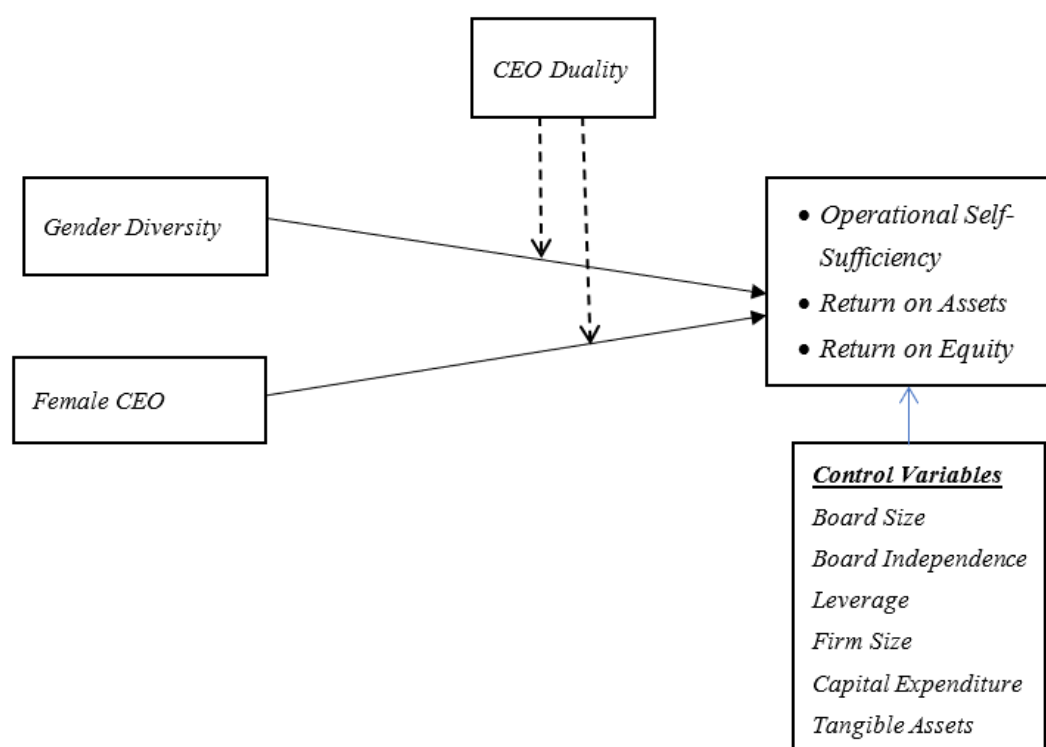 CEO Duality
Gender Diversity
• Operational Self-
Sufficiency
• Return on Assets
• Return on Equity
Female CEO
Control Variables
Board Size
Board Independence
Leverage
Firm Size
Capital Expenditure
Tangible Assets